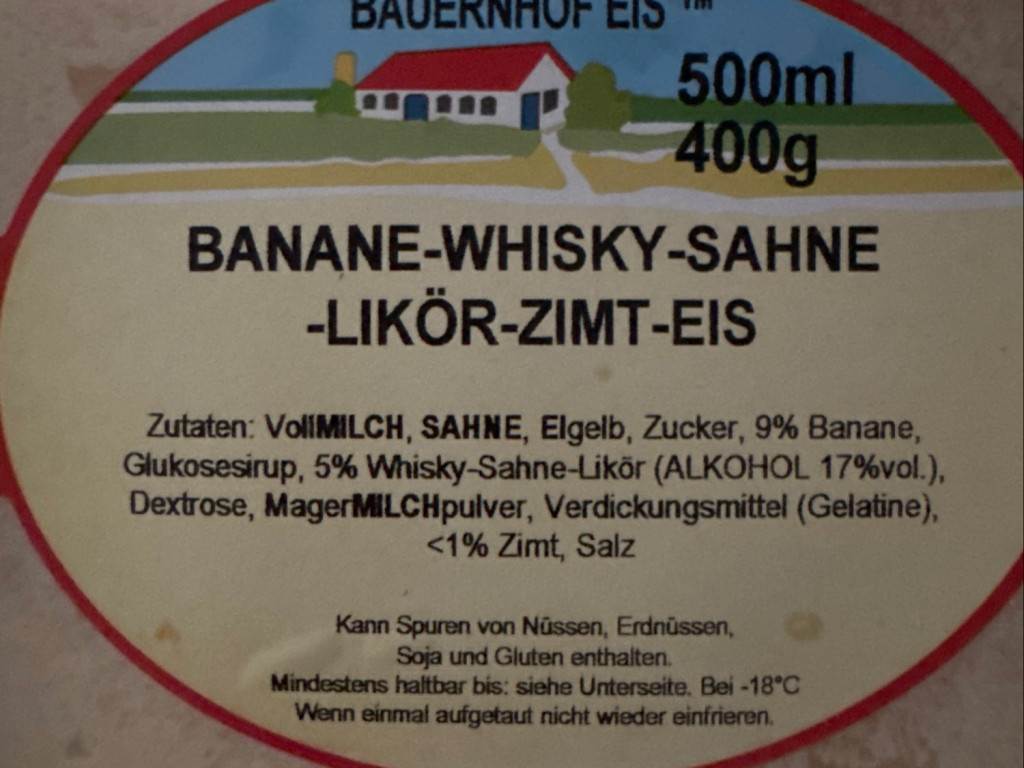 BAUERNHOF EIS ™
500ml
400g
BANANE-WHISKY-SAHNE
-LIKÖR-ZIMT-EIS
Zutaten: VollMILCH, SAHNE, EIgelb, Zucker, 9% Banane,
Glukosesirup, 5% Whisky-Sahne-Likör (ALKOHOL 17%vol.),
Dextrose, MagerMILCHpulver, Verdickungsmittel (Gelatine),
<1% Zimt, Salz
Kann Spuren von Nüssen, Erdnüssen,
Soja und Gluten enthalten.
Mindestens haltbar bis: siehe Unterseite. Bei -18°C
Wenn einmal aufgetaut nicht wieder einfrieren.